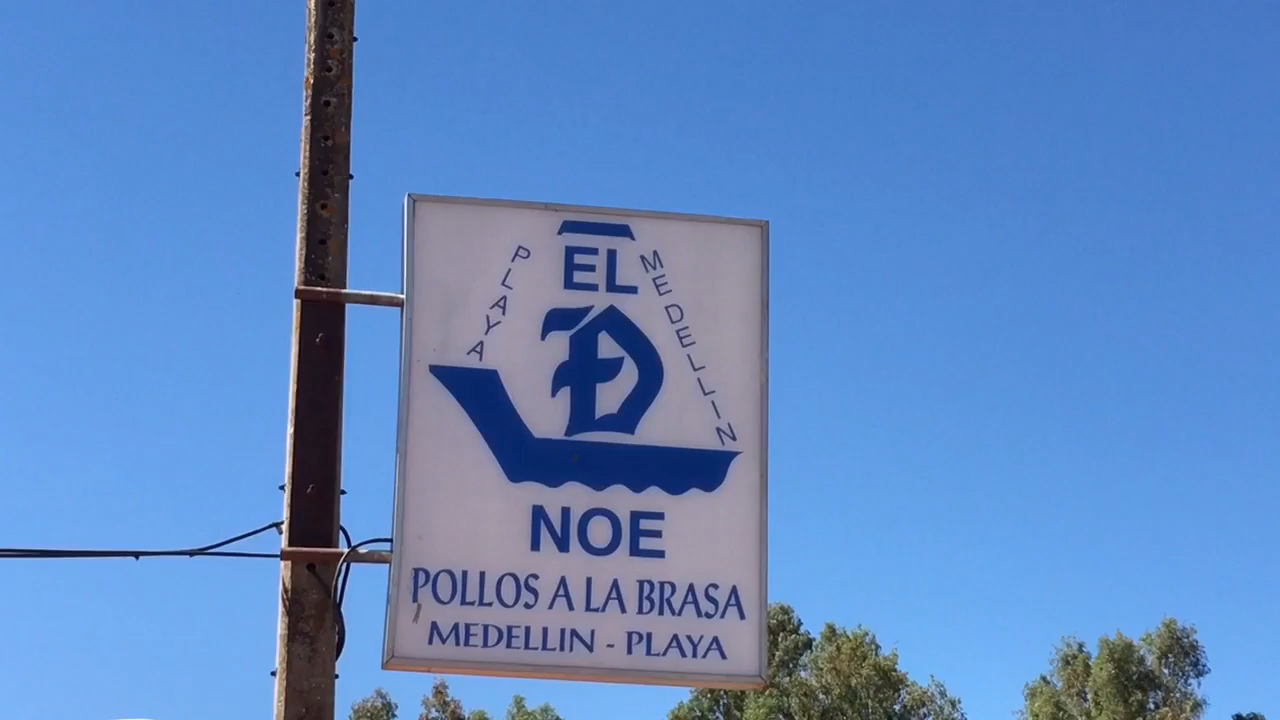 EL
PLAYA
MEDELLIN
D
NOE
POLLOS A LA BRASA
MEDELLIN - PLAYA